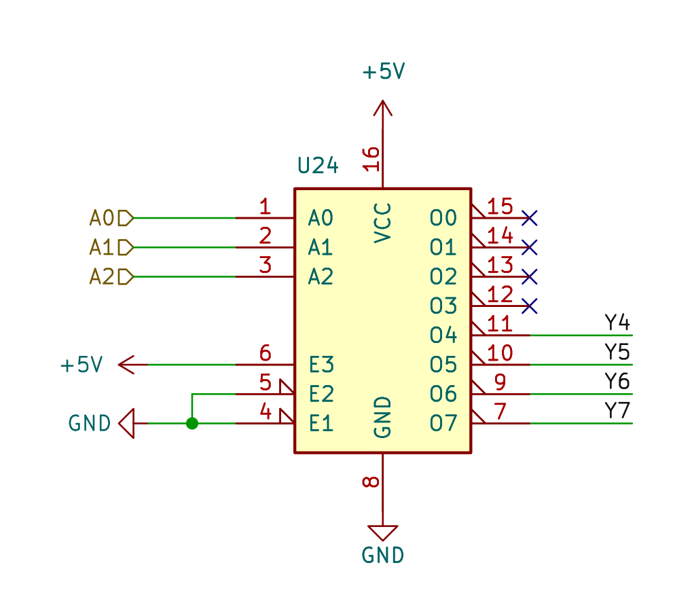 +5V
U24
16
A0 1 A0 VCC O0 15
A1 2 A1 O1 14
A2 3 A2 O2 13
O3 12
O4 11 Y4
+5V 6 E3 O5 10 Y5
5 E2 O6 9 Y6
GND 4 E1 GND O7 7 Y7
8
GND